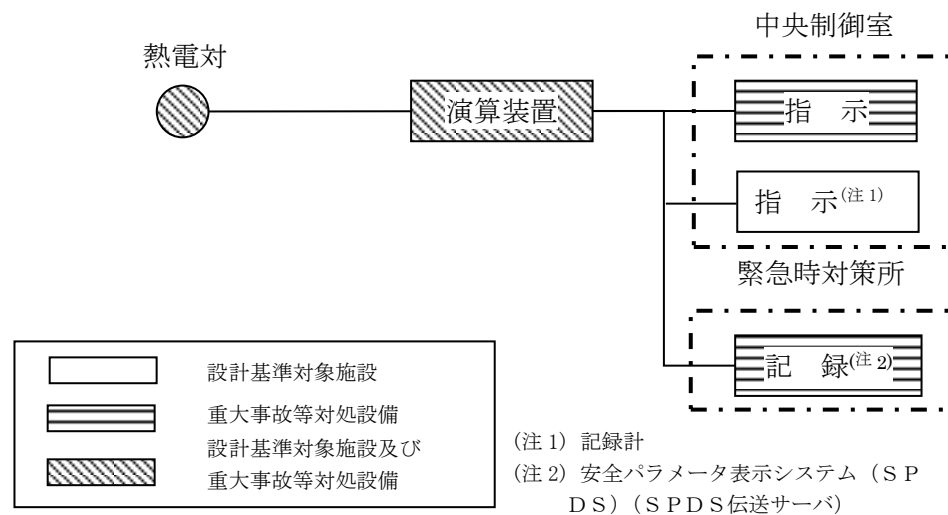 中央制御室
熱電対
演算装置
指　示
指　示(注 1)
緊急時対策所
記　録(注 2)
設計基準対象施設
重大事故等対処設備
設計基準対象施設及び
重大事故等対処設備
(注 1) 記録計
(注 2) 安全パラメータ表示システム（ＳＰ
ＤＳ）(ＳＰＤＳ伝送サーバ)